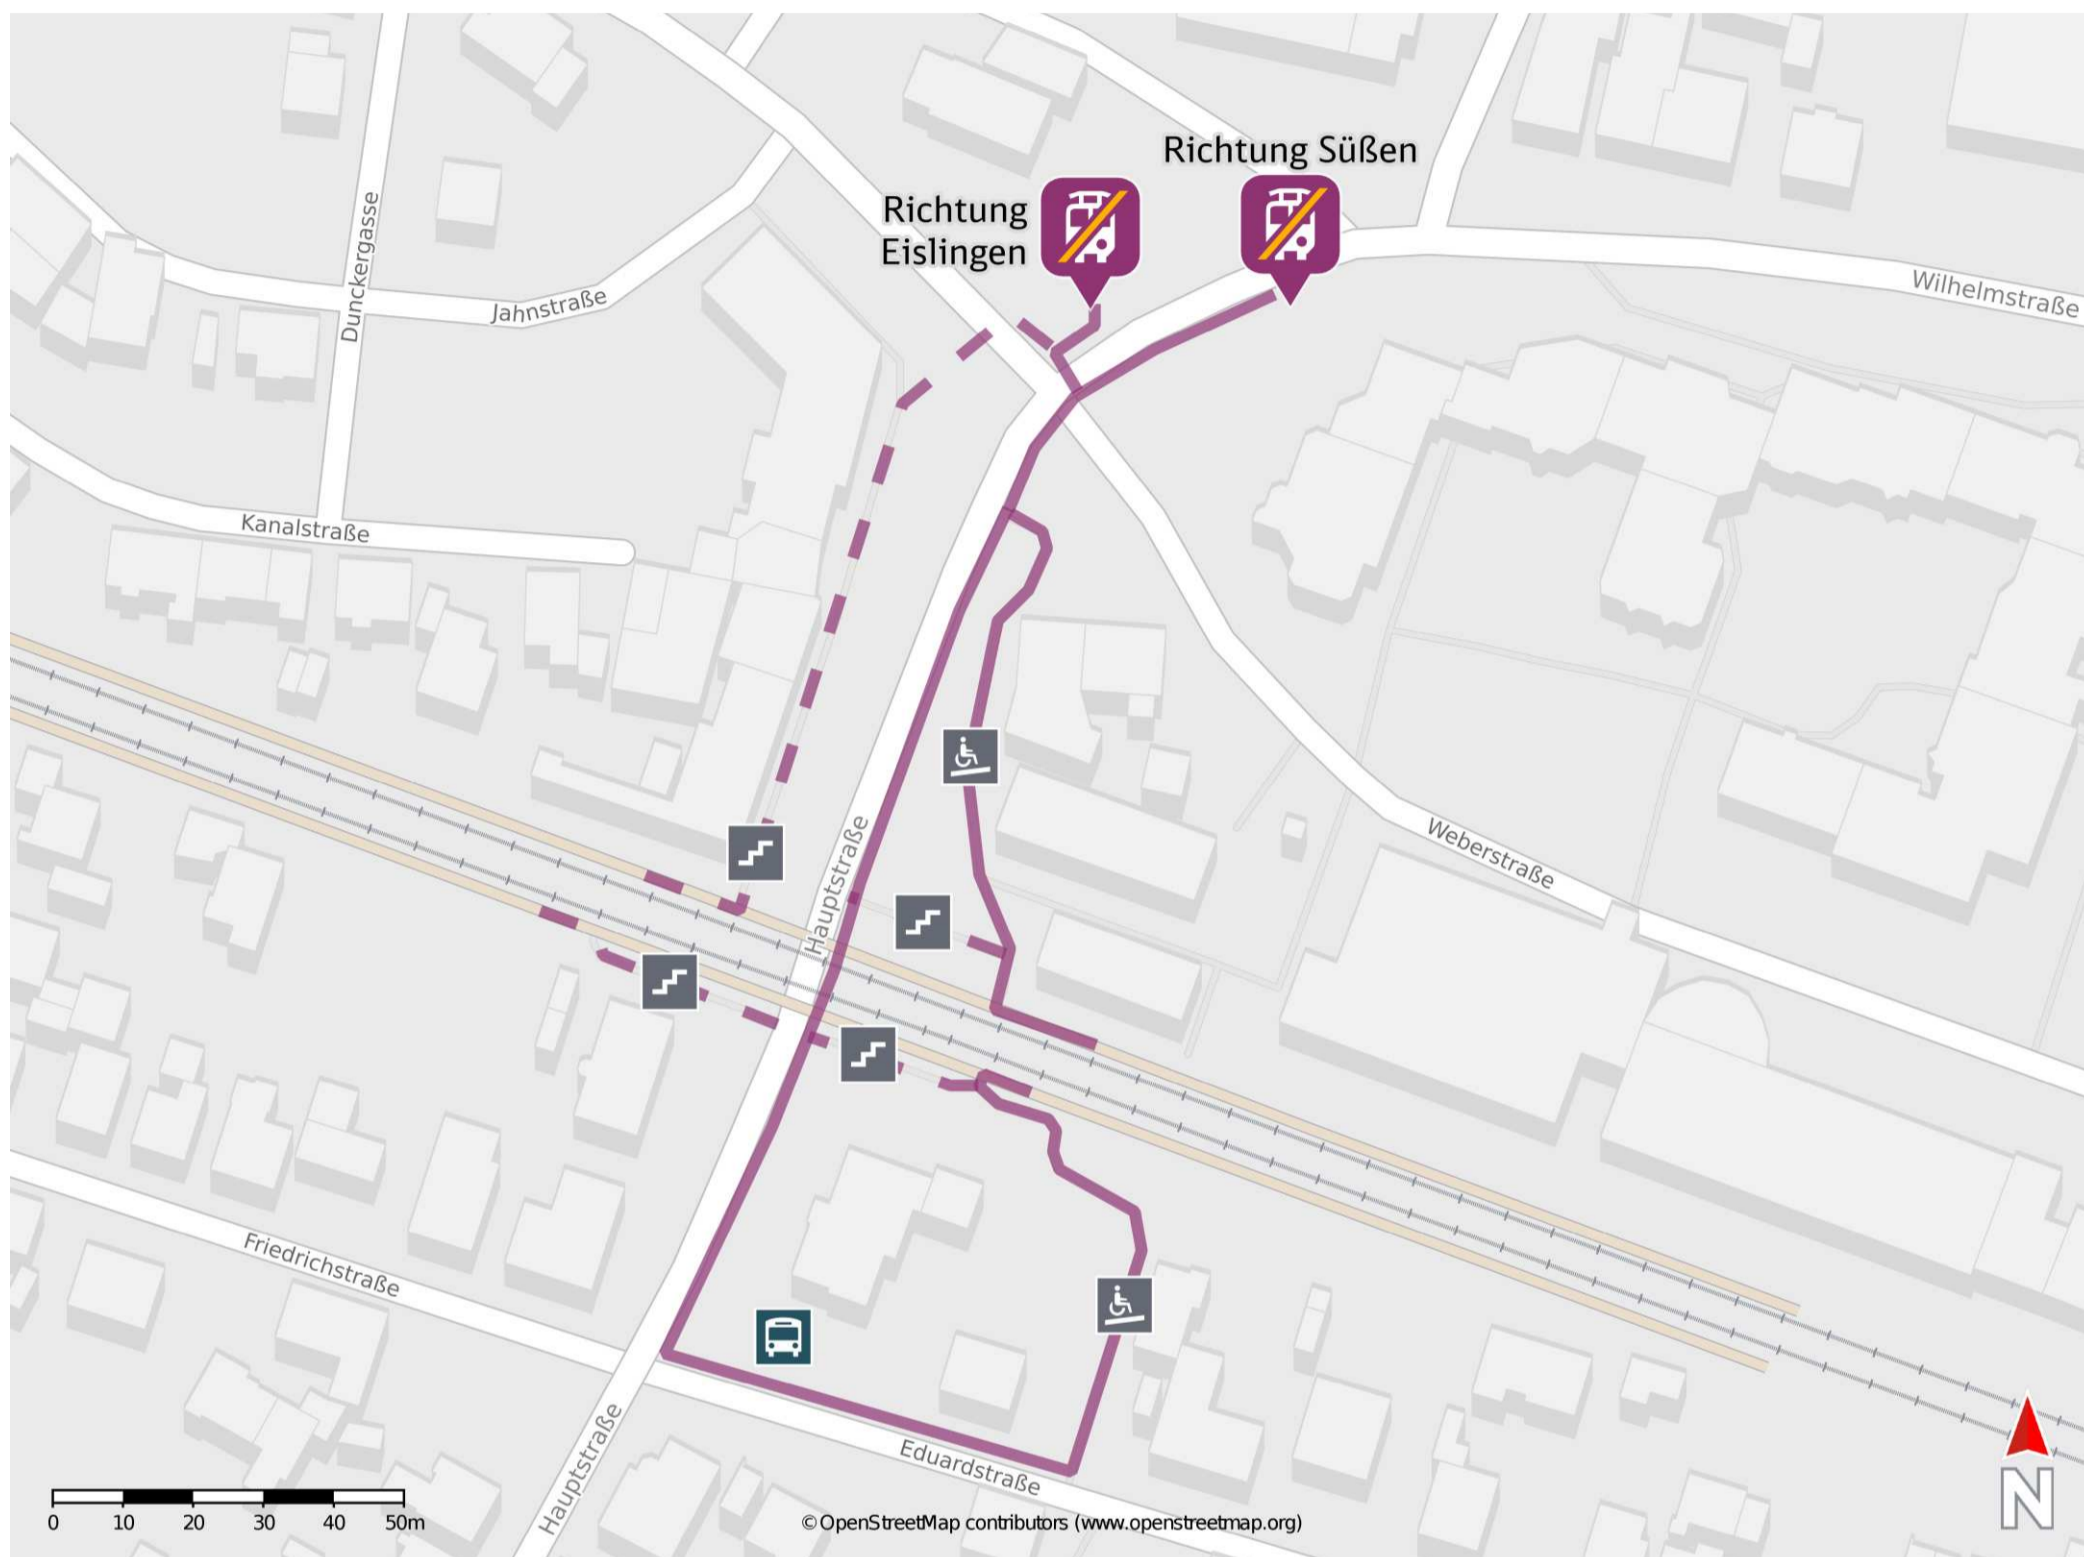 Richtung Süßen
Richtung
Eislingen
Dunckergasse
Jahnstraße
Wilhelmstraße
Kanalstraße
Hauptstraße
Weberstraße
Friedrichstraße
Hauptstraße
Eduardstraße
N
0 10 20 30 40 50m
© OpenStreetMap contributors (www.openstreetmap.org)